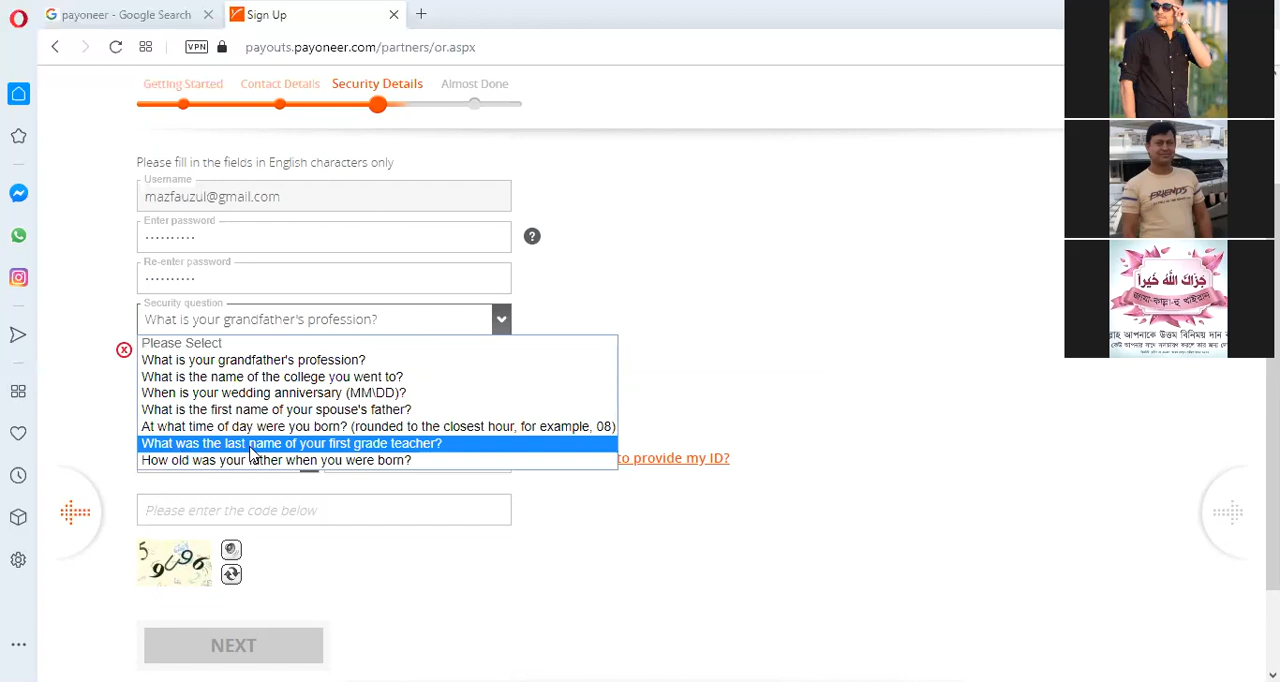 payoneer - Google Search
Sign Up
VPN
payouts.payoneer.com/partners/or.aspx
Getting Started
Contact Details
Security Details
Almost Done
Please fill in the fields in English characters only
Username
mazfauzul@gmail.com
Enter password
..........
?
Re-enter password
..........
Security question
What is your grandfather's profession?
Please Select
What is your grandfather's profession?
What is the name of the college you went to?
When is your wedding anniversary (MM\DD)?
What is the first name of your spouse's father?
At what time of day were you born? (rounded to the closest hour, for example, 08)
What was the last name of your first grade teacher?
How old was your father when you were born?
to provide my ID?
Please enter the code below
NEXT
FRIENDS
جَزَاكَ اللَّهُ خَيْرًا